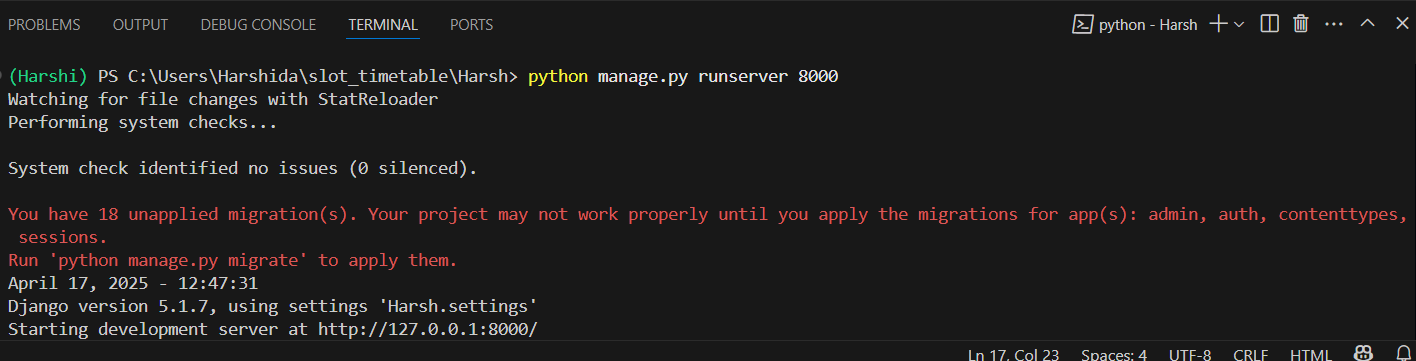 PROBLEMS OUTPUT DEBUG CONSOLE TERMINAL PORTS python - Harsh
(Harshi) PS C:\Users\Harshida\slot_timetable\Harsh> python manage.py runserver 8000
Watching for file changes with StatReloader
Performing system checks...
System check identified no issues (0 silenced).
You have 18 unapplied migration(s). Your project may not work properly until you apply the migrations for app(s): admin, auth, contenttypes,
sessions.
Run 'python manage.py migrate' to apply them.
April 17, 2025 - 12:47:31
Django version 5.1.7, using settings 'Harsh.settings'
Starting development server at http://127.0.0.1:8000/
Ln 17, Col 23 Spaces: 4 UTF-8 CRLF HTML